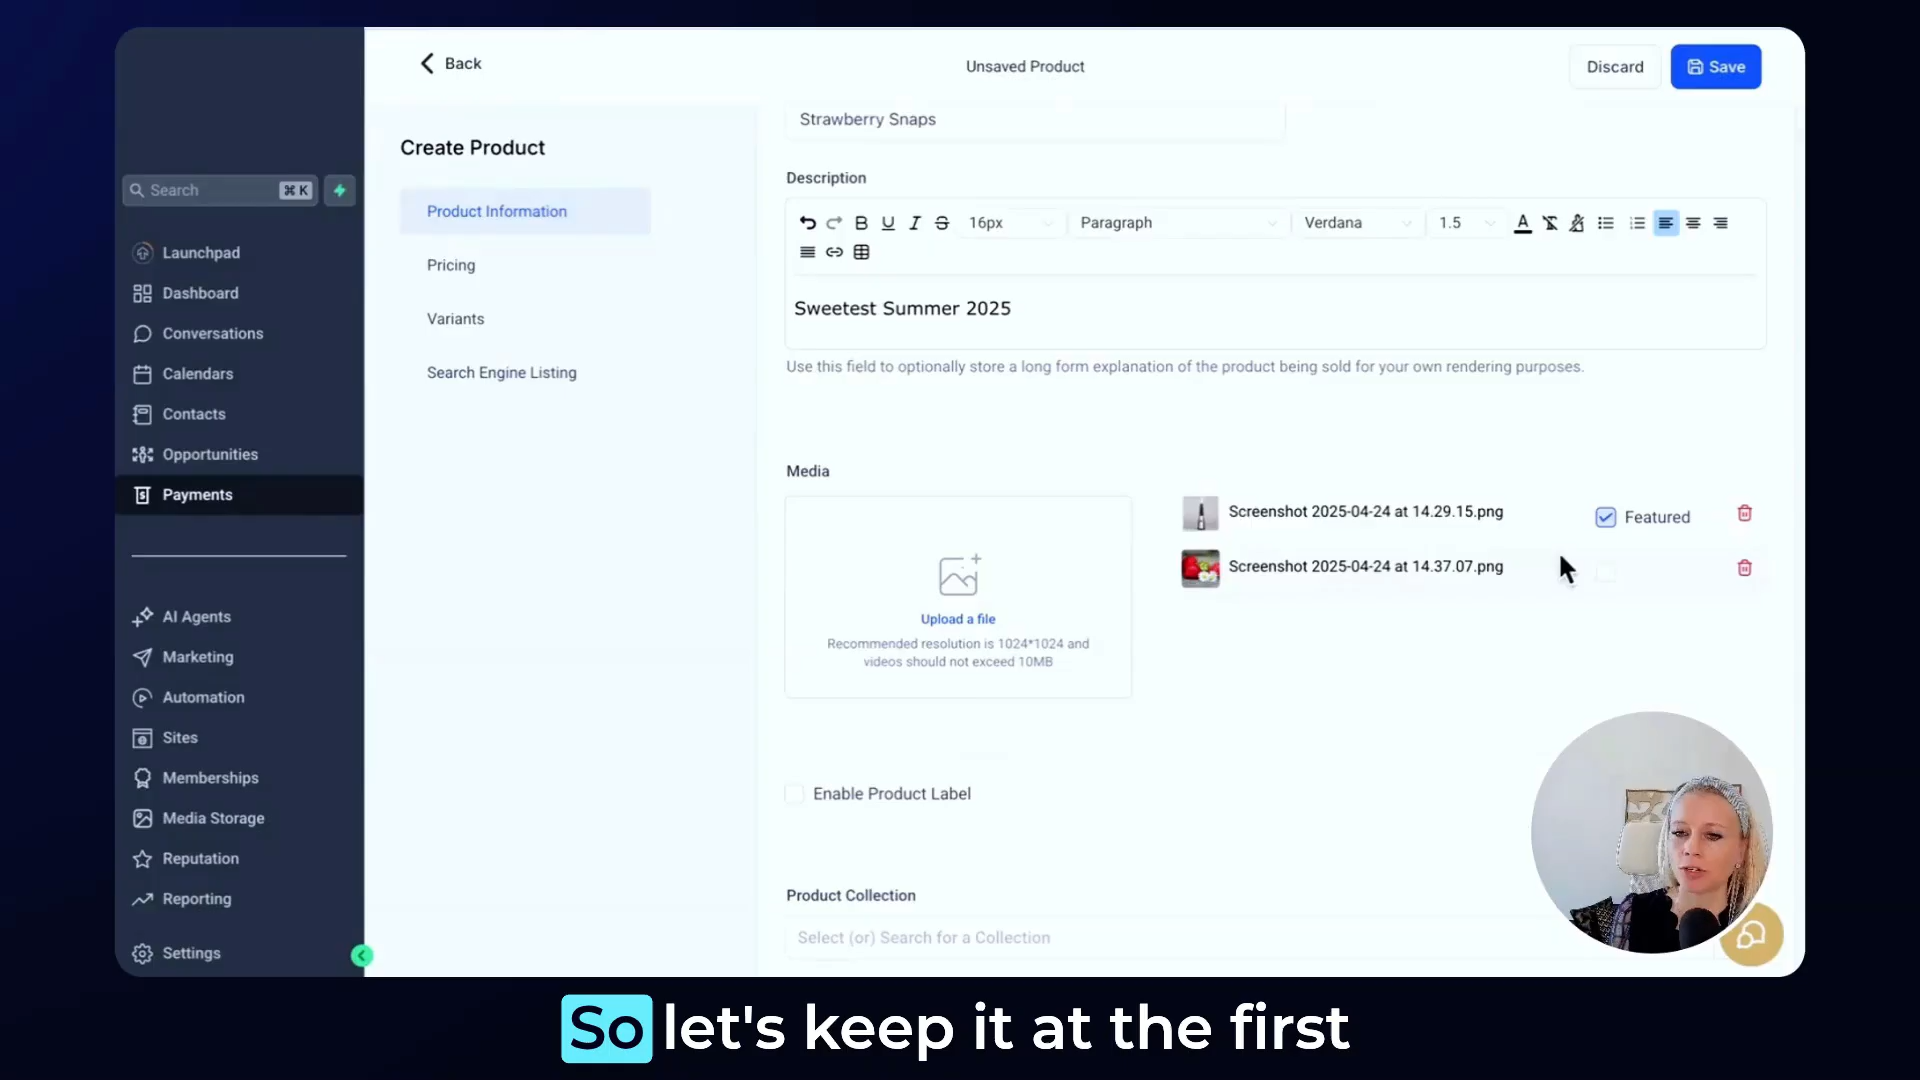 Back
Unsaved Product
Discard
Save
Search
⌘ K
Launchpad
Dashboard
Conversations
Calendars
Contacts
Opportunities
Payments
AI Agents
Marketing
Automation
Sites
Memberships
Media Storage
Reputation
Reporting
Settings
Create Product
Product Information
Pricing
Variants
Search Engine Listing
Strawberry Snaps
Description
B U I S 16px Paragraph Verdana 1.5 A
Sweetest Summer 2025
Use this field to optionally store a long form explanation of the product being sold for your own rendering purposes.
Media
Upload a file
Recommended resolution is 1024*1024 and
videos should not exceed 10MB
Screenshot 2025-04-24 at 14.29.15.png
Featured
Screenshot 2025-04-24 at 14.37.07.png
Enable Product Label
Product Collection
Select (or) Search for a Collection
So let's keep it at the first